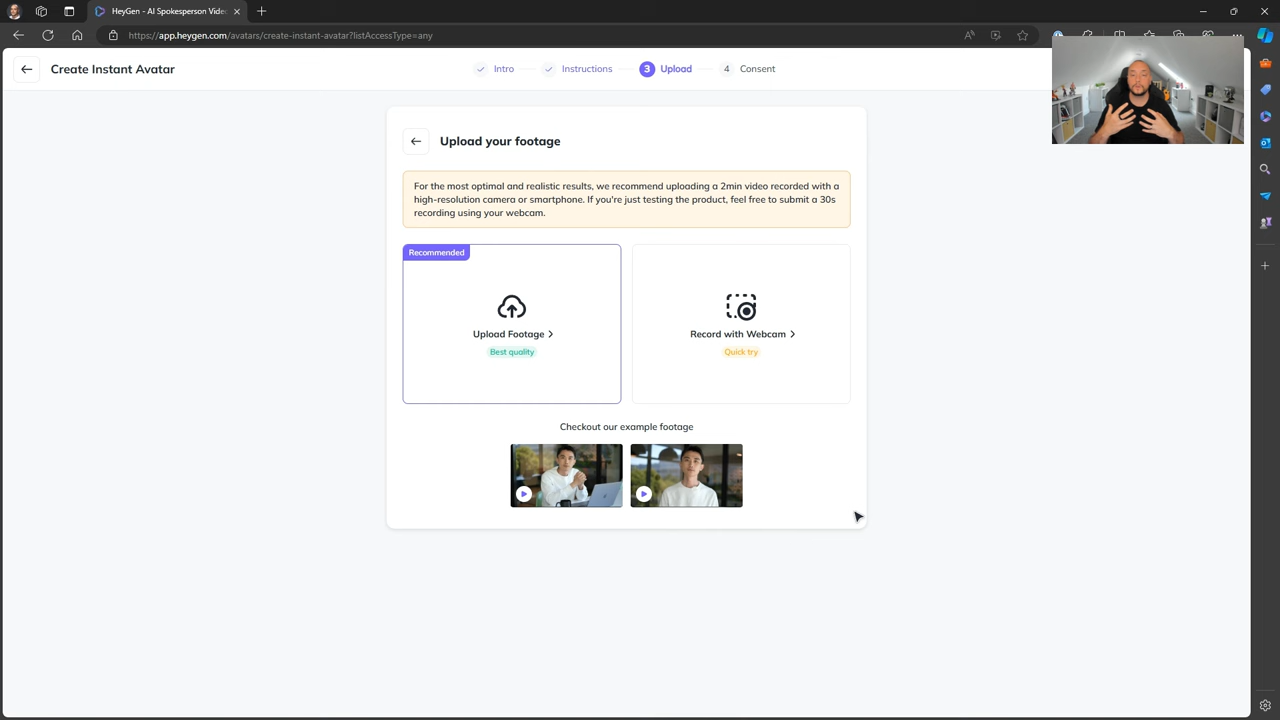 HeyGen - AI Spokesperson Vide
https://app.heygen.com/avatars/create-instant-avatar?listAccessType=any
Create Instant Avatar
Intro
Instructions
3 Upload
4 Consent
Upload your footage
For the most optimal and realistic results, we recommend uploading a 2min video recorded with a
high-resolution camera or smartphone. If you're just testing the product, feel free to submit a 30s
recording using your webcam.
Recommended
Upload Footage
Best quality
Record with Webcam
Quick try
Checkout our example footage